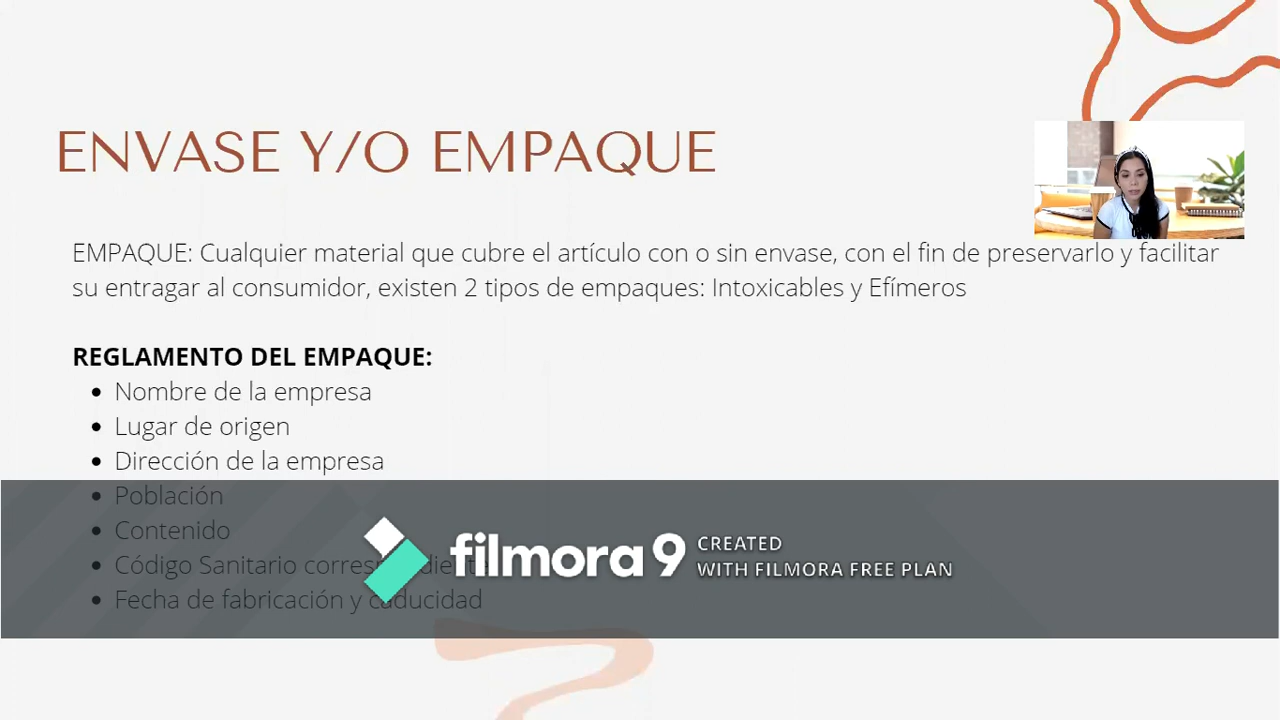 ENVASE Y/O EMPAQUE
EMPAQUE: Cualquier material que cubre el artículo con o sin envase, con el fin de preservarlo y facilitar
su entragar al consumidor, existen 2 tipos de empaques: Intoxicables y Efímeros
REGLAMENTO DEL EMPAQUE:
• Nombre de la empresa
• Lugar de origen
• Dirección de la empresa
• Población
• Contenido
• Código Sanitario correspondiente
• Fecha de fabricación y caducidad
filmora9 CREATED
WITH FILMORA FREE PLAN